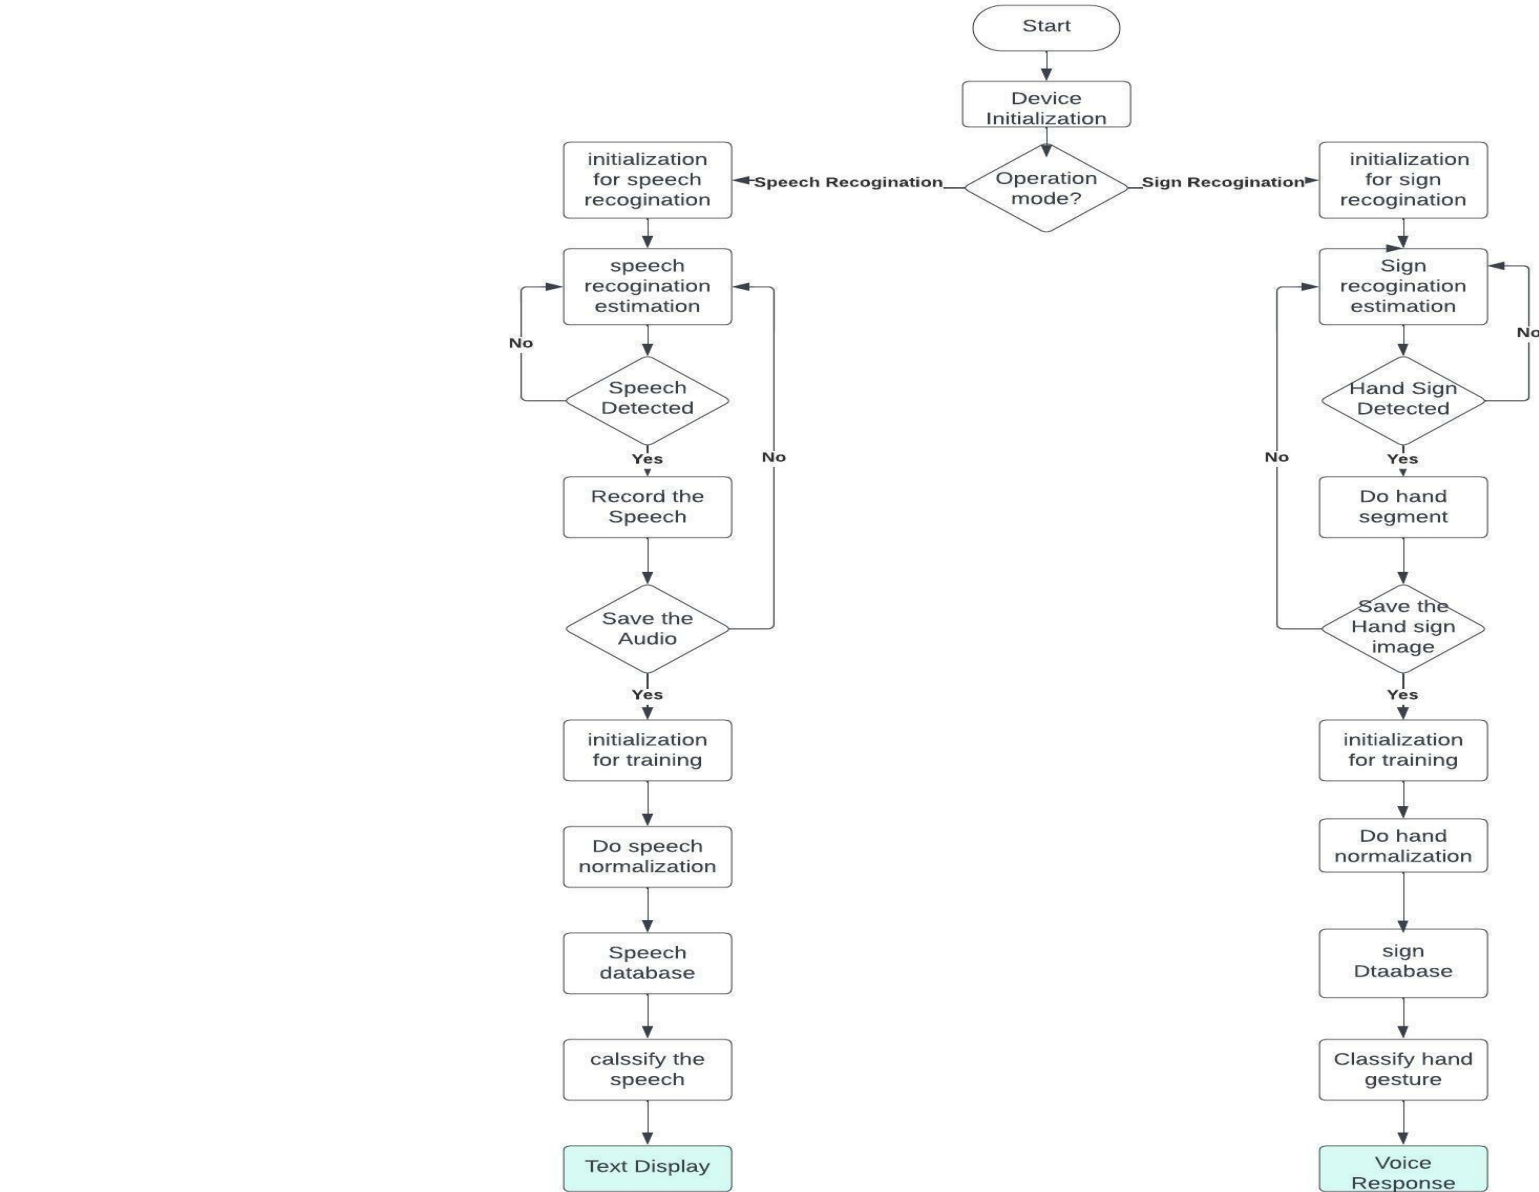 Start
Device
Initialization
Operation
mode?
Speech Recogination
initialization
for speech
recogination
speech
recogination
estimation
No
Speech
Detected
Yes
No
Record the
Speech
Save the
Audio
Yes
initialization
for training
Do speech
normalization
Speech
database
calssify the
speech
Text Display
Sign Recogination
initialization
for sign
recogination
Sign
recogination
estimation
No
Hand Sign
Detected
Yes
No
Do hand
segment
Save the
Hand sign
image
Yes
initialization
for training
Do hand
normalization
sign
Dtaabase
Classify hand
gesture
Voice
Response